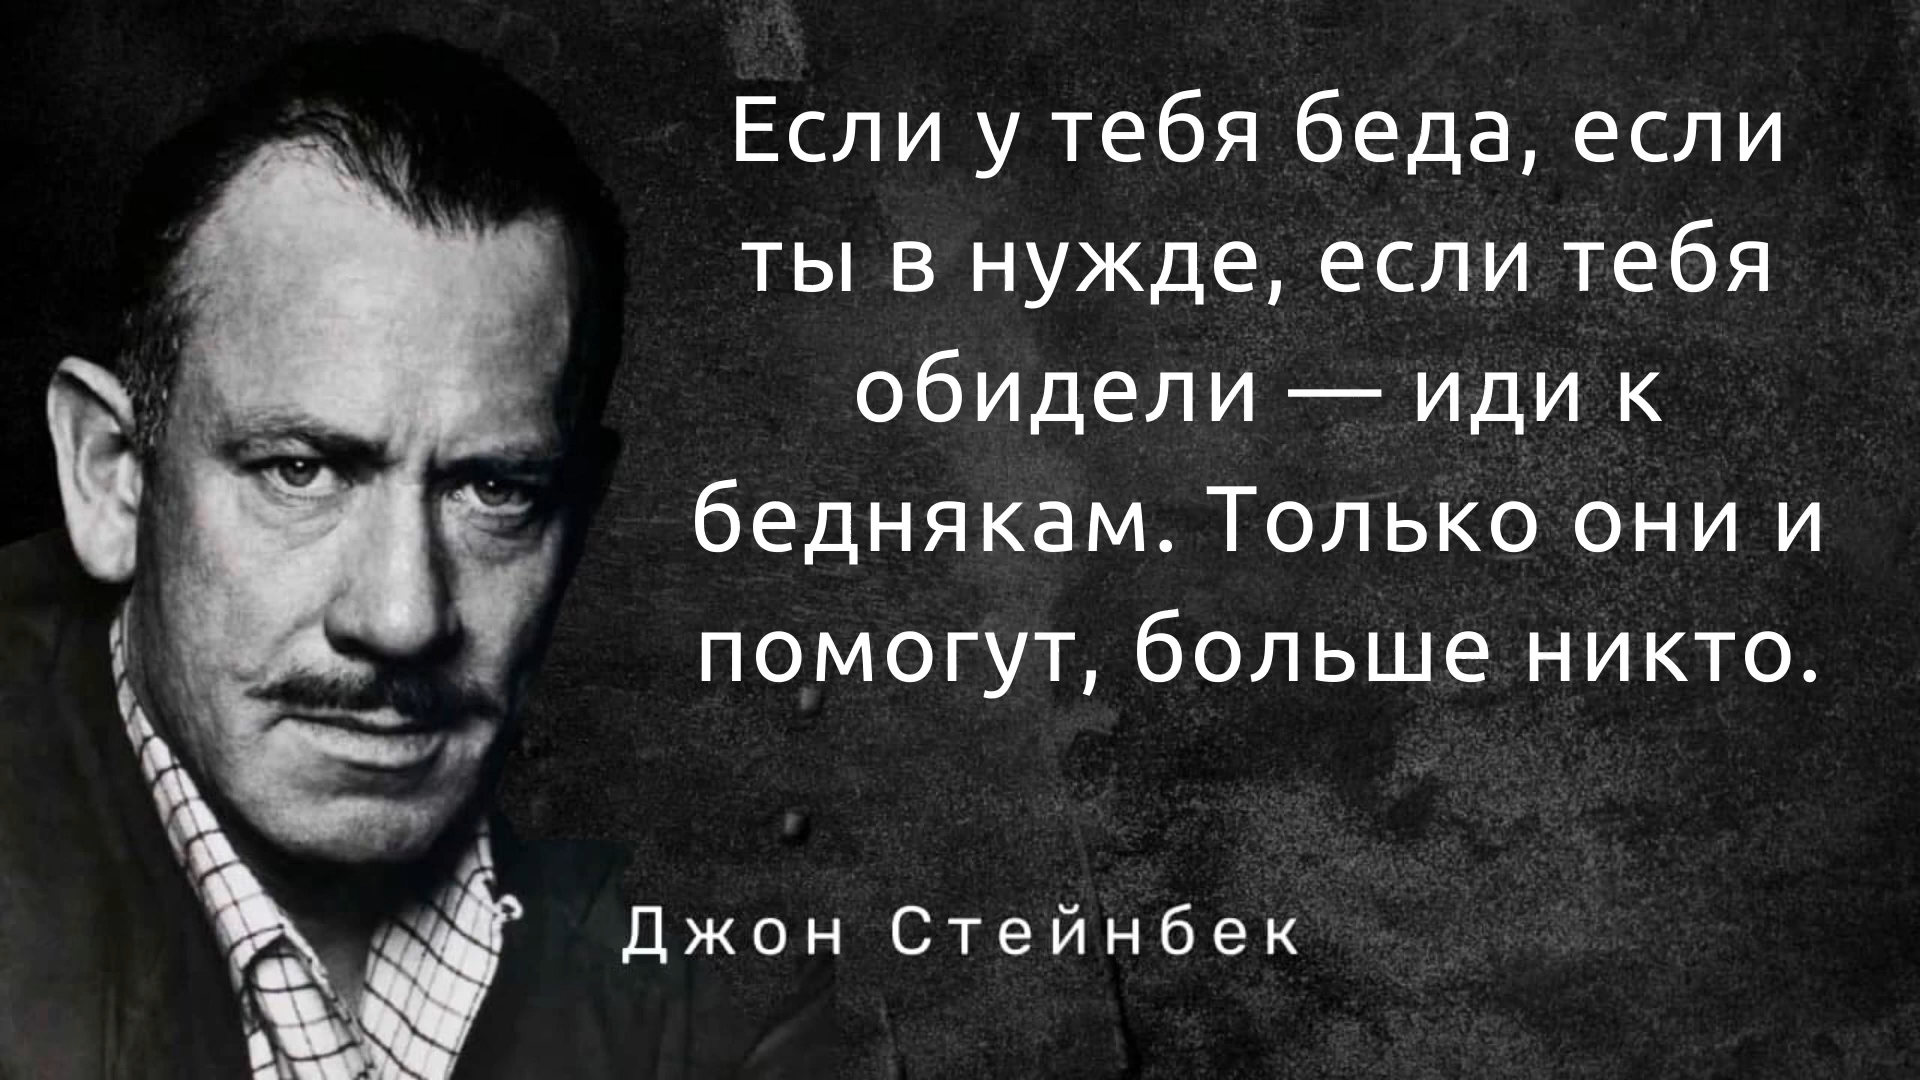 Если у тебя беда, если
ты в нужде, если тебя
обидели — иди к
беднякам. Только они и
помогут, больше никто.
Джон Стейнбек